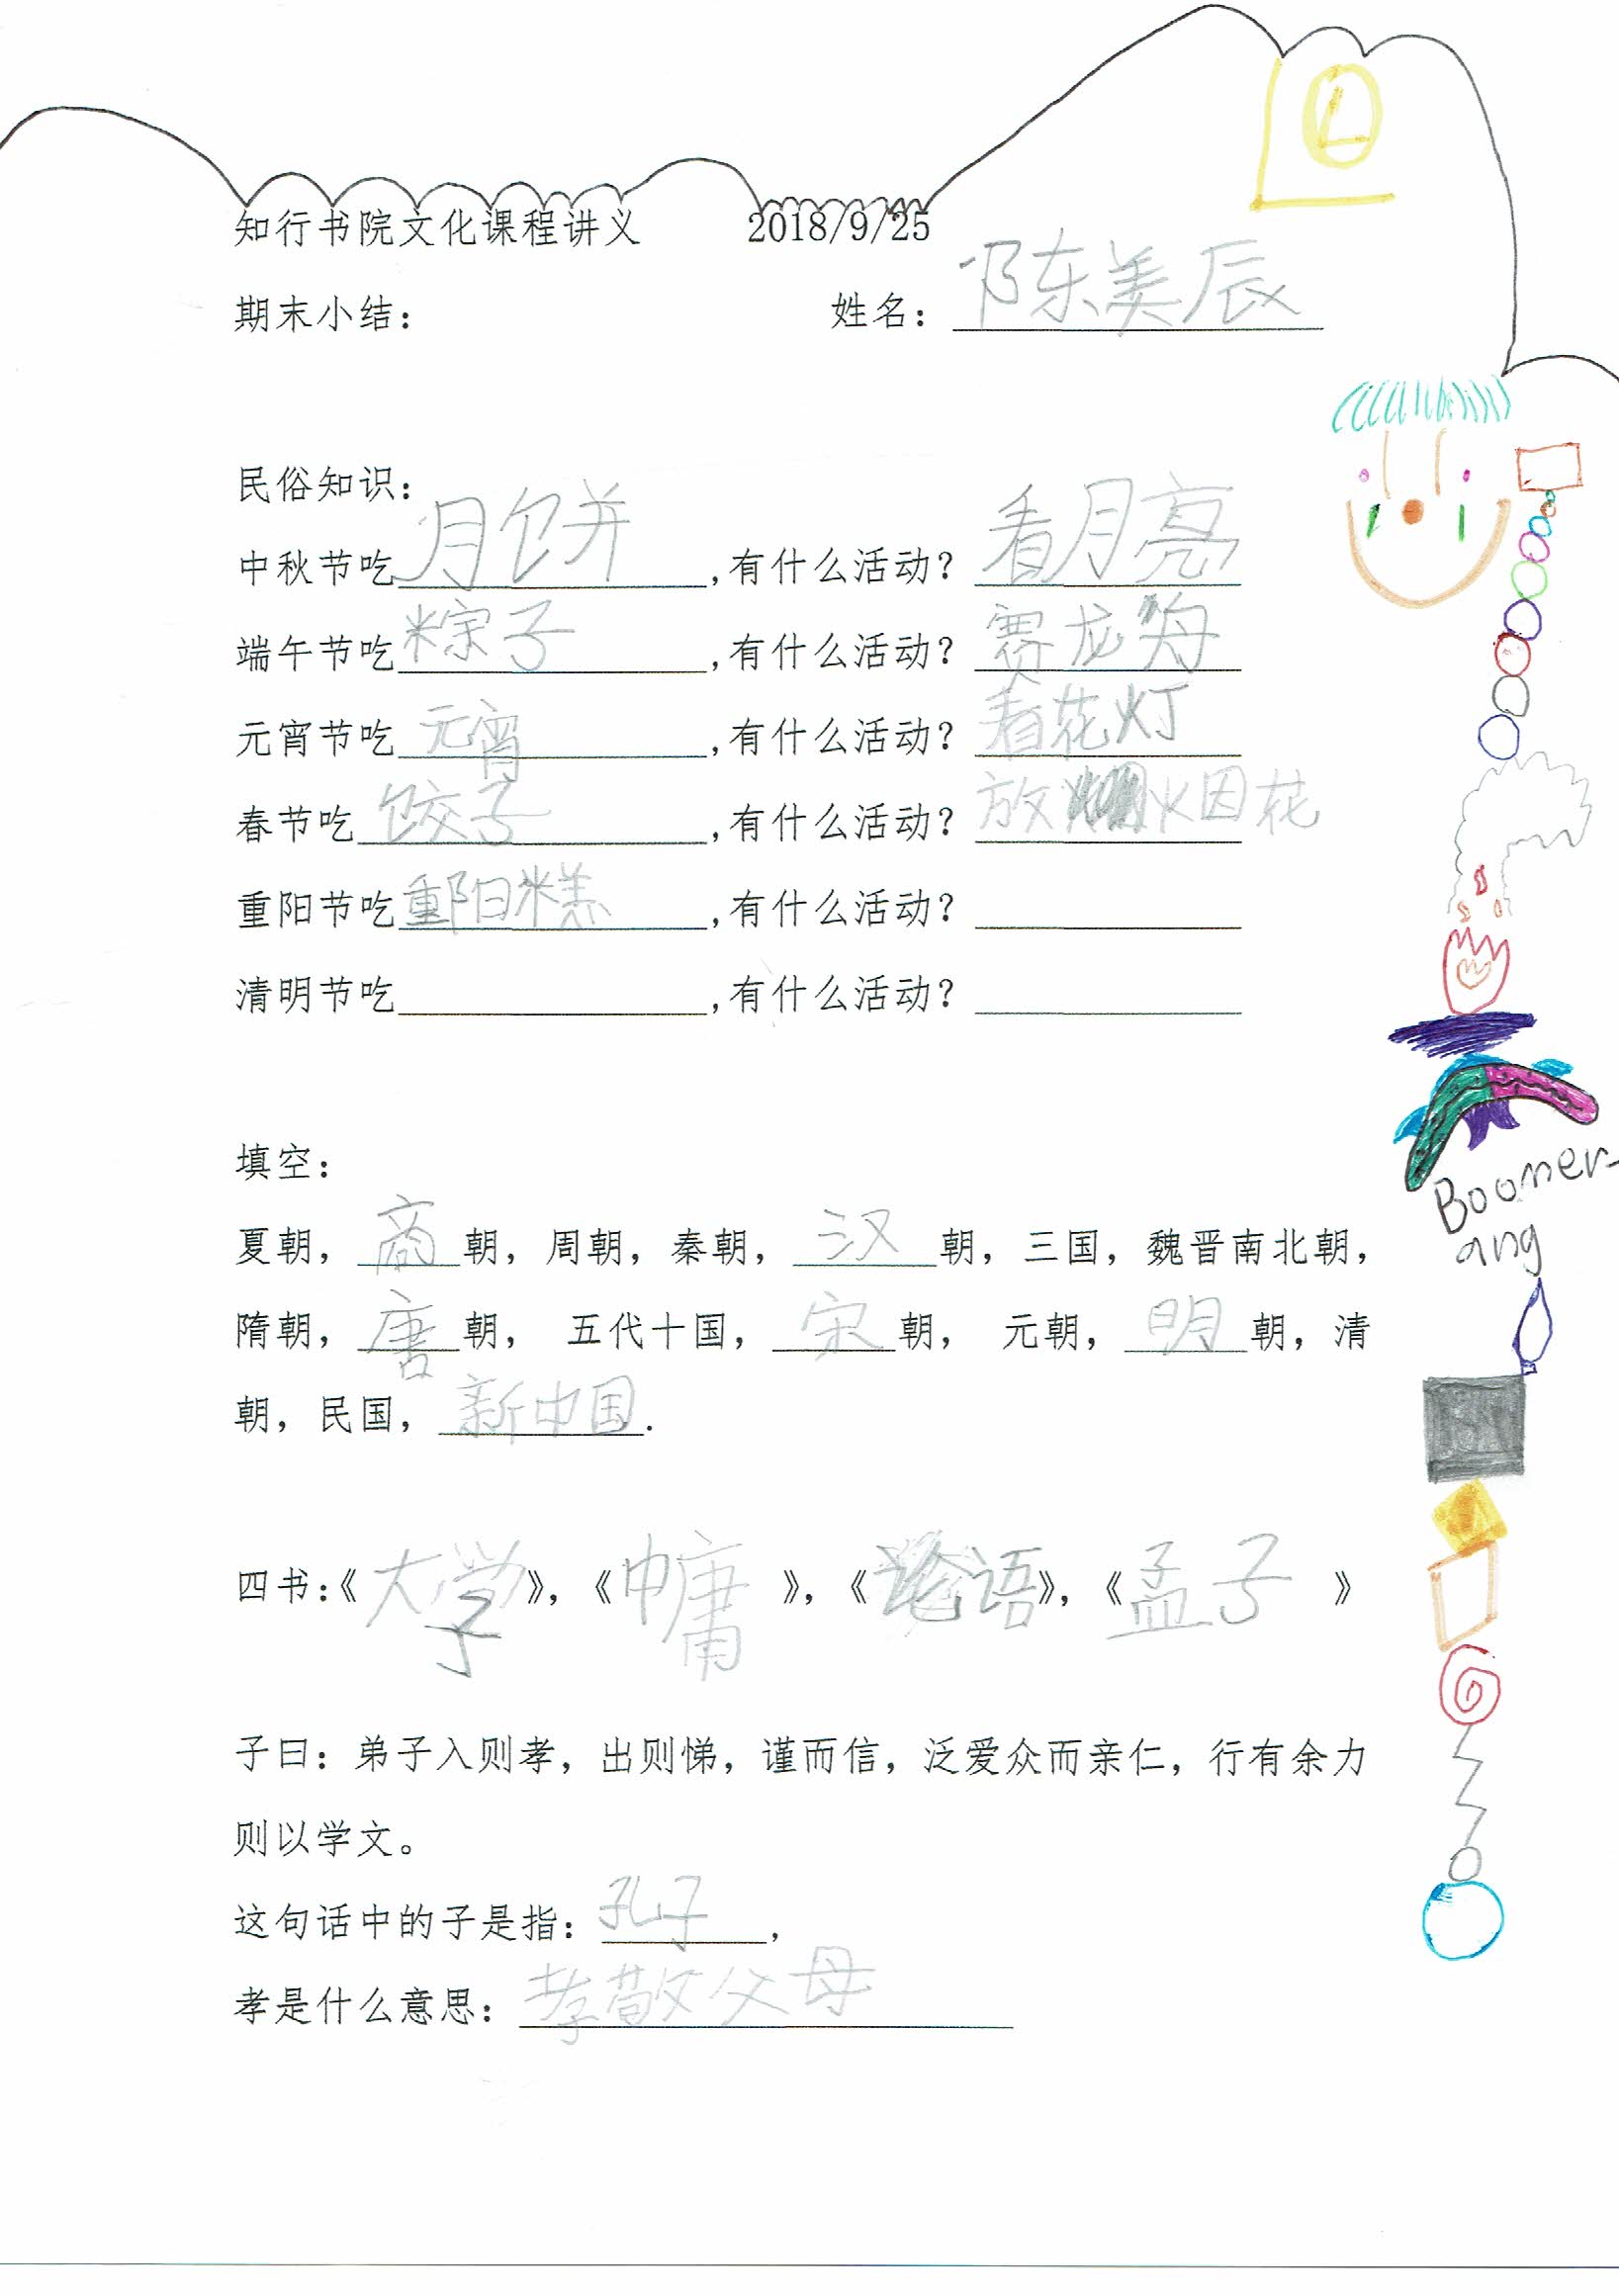 L
知行书院文化课程讲义 2018/9/25
期末小结： 姓名：陈美辰
民俗知识：
中秋节吃月饼，有什么活动？看月亮
端午节吃粽子，有什么活动？赛龙舟
元宵节吃元宵，有什么活动？看花灯
春节吃饺子，有什么活动？放烟花
重阳节吃重阳糕，有什么活动？
清明节吃，有什么活动？
Boomer-
ang
填空：
夏朝，商朝，周朝，秦朝，汉朝，三国，魏晋南北朝，
隋朝，唐朝， 五代十国，宋朝， 元朝，明朝，清
朝，民国，新中国.
四书：《大学》，《中庸》，《论语》，《孟子》
子曰：弟子入则孝，出则悌，谨而信，泛爱众而亲仁，行有余力
则以学文。
这句话中的子是指：孔子，
孝是什么意思：孝敬父母